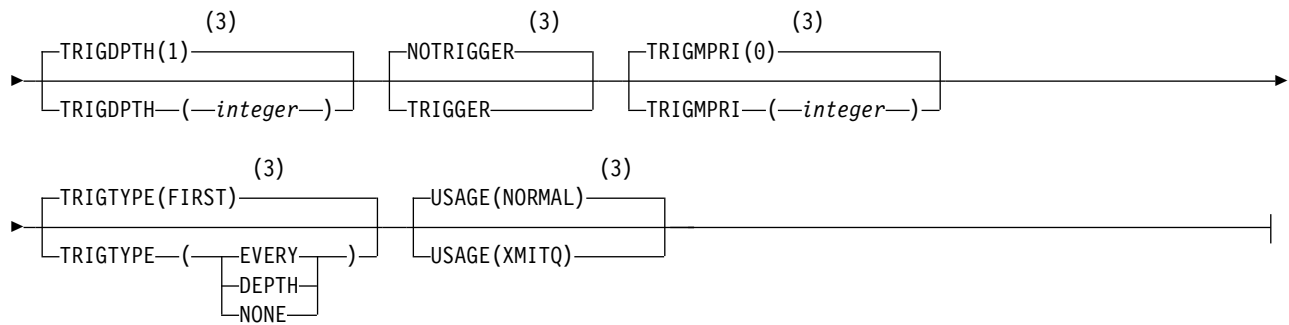 (3) (3) (3)
TRIGDPTH(1) NOTRIGGER TRIGMPRI(0)
TRIGDPTH ( integer ) TRIGGER TRIGMPRI ( integer )
(3) (3)
TRIGTYPE(FIRST) USAGE(NORMAL)
TRIGTYPE ( EVERY ) USAGE(XMITQ)
DEPTH
NONE